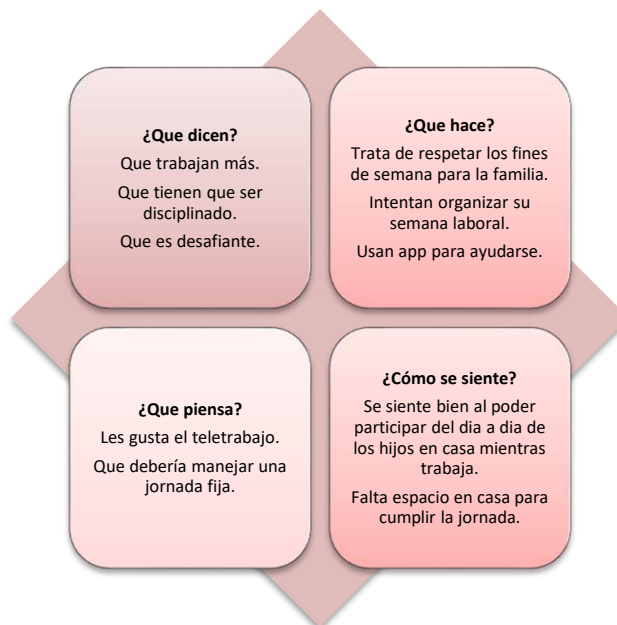 ¿Que dicen?
Que trabajan más.
Que tienen que ser
disciplinado.
Que es desafiante.
¿Que hace?
Trata de respetar los fines
de semana para la familia.
Intentan organizar su
semana laboral.
Usan app para ayudarse.
¿Que piensa?
Les gusta el teletrabajo.
Que debería manejar una
jornada fija.
¿Cómo se siente?
Se siente bien al poder
participar del dia a dia de
los hijos en casa mientras
trabaja.
Falta espacio en casa para
cumplir la jornada.